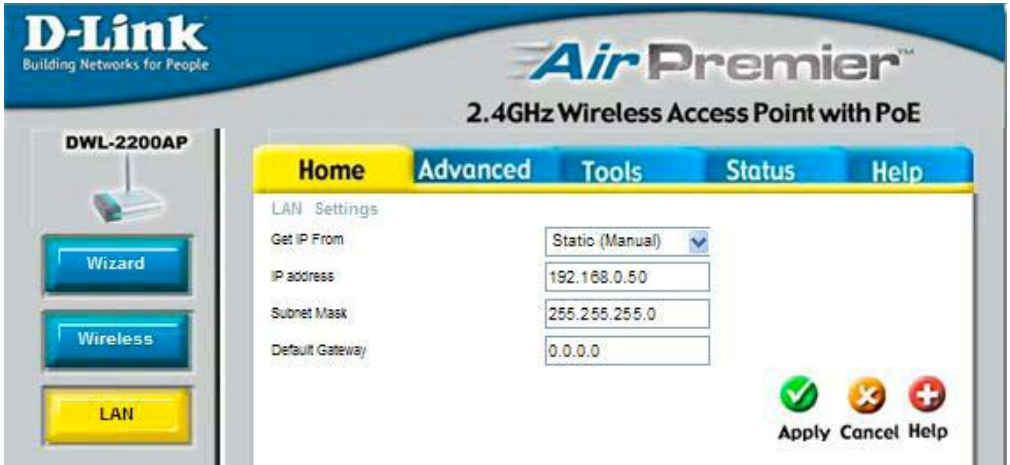 D-Link
Building Networks for People
Air Premier™
2.4GHz Wireless Access Point with PoE
DWL-2200AP
Home Advanced Tools Status Help
Wizard
Wireless
LAN
LAN Settings
Get IP From Static (Manual)
IP address 192.168.0.50
Subnet Mask 255.255.255.0
Default Gateway 0.0.0.0
Apply Cancel Help